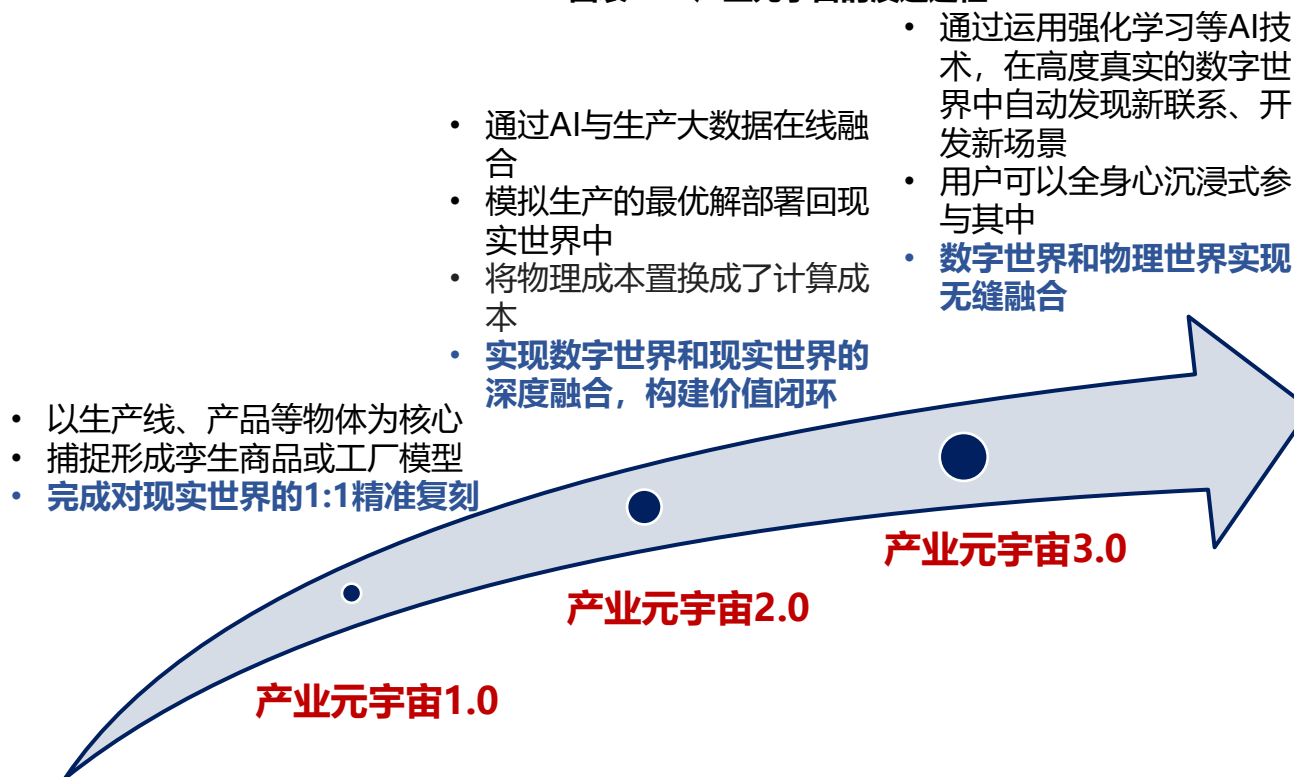 • 通过运用强化学习等AI技
术，在高度真实的数字世
界中自动发现新联系、开
发新场景
• 用户可以全身心沉浸式参
与其中
• 数字世界和物理世界实现
无缝融合
• 通过AI与生产大数据在线融
合
• 模拟生产的最优解部署回现
实世界中
• 将物理成本置换成了计算成
本
• 实现数字世界和现实世界的
深度融合，构建价值闭环
• 以生产线、产品等物体为核心
• 捕捉形成孪生商品或工厂模型
• 完成对现实世界的1:1精准复刻
产业元宇宙3.0
产业元宇宙2.0
产业元宇宙1.0